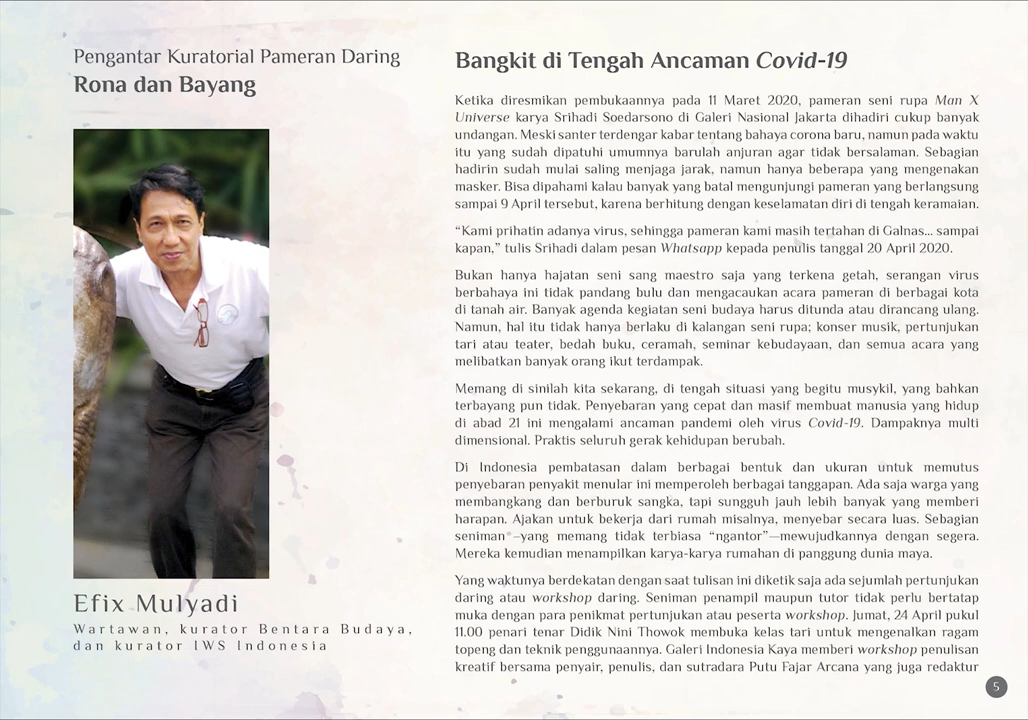 Pengantar Kuratorial Pameran Daring
Rona dan Bayang
Efix Mulyadi
Wartawan, kurator Bentara Budaya,
dan kurator IWS Indonesia
Bangkit di Tengah Ancaman Covid-19
Ketika diresmikan pembukaannya pada 11 Maret 2020, pameran seni rupa Man X
Universe karya Srihadi Soedarsono di Galeri Nasional Jakarta dihadiri cukup banyak
undangan. Meski santer terdengar kabar tentang bahaya corona baru, namun pada waktu
itu yang sudah dipatuhi umumnya barulah anjuran agar tidak bersalaman. Sebagian
hadirin sudah mulai saling menjaga jarak, namun hanya beberapa yang mengenakan
masker. Bisa dipahami kalau banyak yang batal mengunjungi pameran yang berlangsung
sampai 9 April tersebut, karena berhitung dengan keselamatan diri di tengah keramaian.
“Kami prihatin adanya virus, sehingga pameran kami masih tertahan di Galnas... sampai
kapan,” tulis Srihadi dalam pesan Whatsapp kepada penulis tanggal 20 April 2020.
Bukan hanya hajatan seni sang maestro saja yang terkena getah, serangan virus
berbahaya ini tidak pandang bulu dan mengacaukan acara pameran di berbagai kota
di tanah air. Banyak agenda kegiatan seni budaya harus ditunda atau dirancang ulang.
Namun, hal itu tidak hanya berlaku di kalangan seni rupa; konser musik, pertunjukan
tari atau teater, bedah buku, ceramah, seminar kebudayaan, dan semua acara yang
melibatkan banyak orang ikut terdampak.
Memang di sinilah kita sekarang, di tengah situasi yang begitu musykil, yang bahkan
terbayang pun tidak. Penyebaran yang cepat dan masif membuat manusia yang hidup
di abad 21 ini mengalami ancaman pandemi oleh virus Covid-19. Dampaknya multi
dimensional. Praktis seluruh gerak kehidupan berubah.
Di Indonesia pembatasan dalam berbagai bentuk dan ukuran untuk memutus
penyebaran penyakit menular ini memperoleh berbagai tanggapan. Ada saja warga yang
membangkang dan berburuk sangka, tapi sungguh jauh lebih banyak yang memberi
harapan. Ajakan untuk bekerja dari rumah misalnya, menyebar secara luas. Sebagian
seniman –yang memang tidak terbiasa “ngantor”—mewujudkannya dengan segera.
Mereka kemudian menampilkan karya-karya rumahan di panggung dunia maya.
Yang waktunya berdekatan dengan saat tulisan ini diketik saja ada sejumlah pertunjukan
daring atau workshop daring. Seniman penampil maupun tutor tidak perlu bertatap
muka dengan para penikmat pertunjukan atau peserta workshop. Jumat, 24 April pukul
11.00 penari tenar Didik Nini Thowok membuka kelas tari untuk mengenalkan ragam
topeng dan teknik penggunaannya. Galeri Indonesia Kaya memberi workshop penulisan
kreatif bersama penyair, penulis, dan sutradara Putu Fajar Arcana yang juga redaktur
5